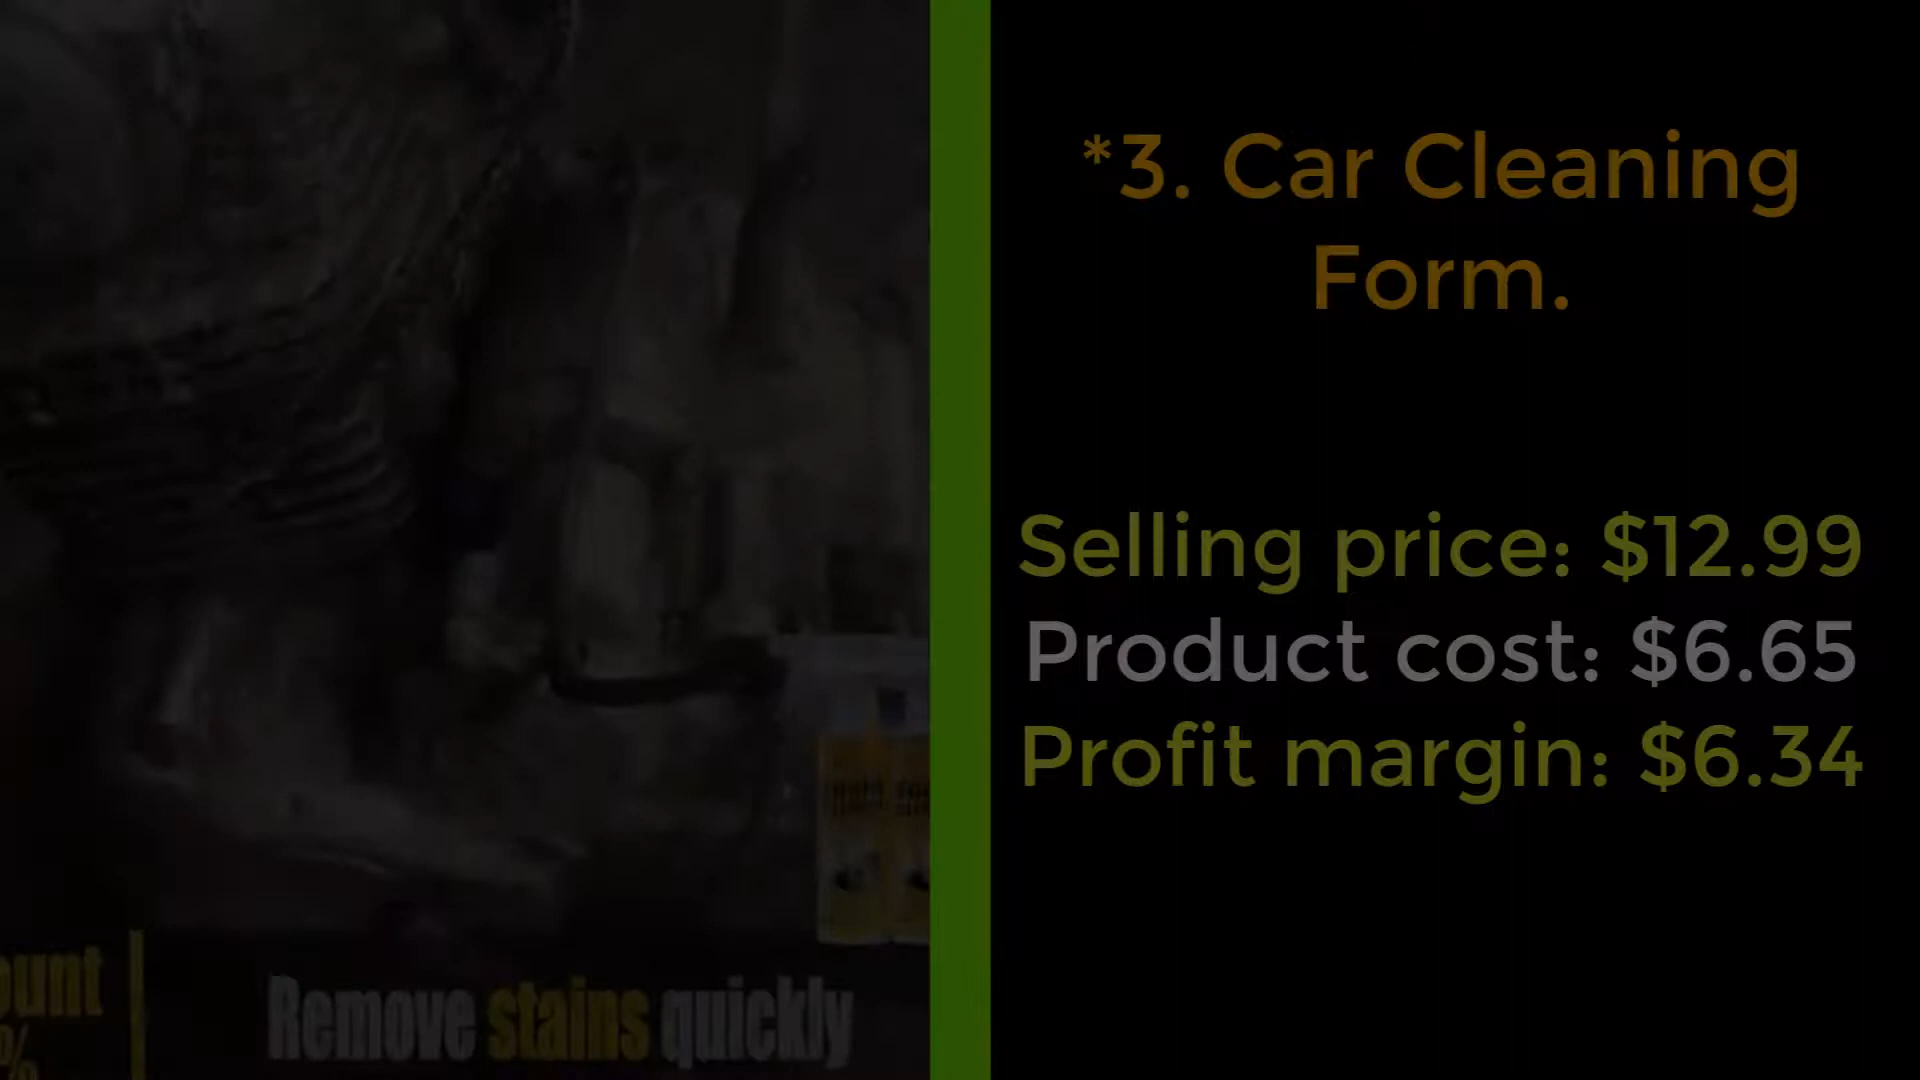 *3. Car Cleaning
Form.
Selling price: $12.99
Product cost: $6.65
Profit margin: $6.34
ount
%
Remove stains quickly